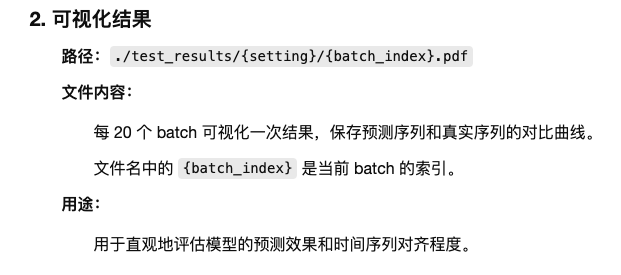 2. 可视化结果
路径： ./test_results/{setting}/{batch_index}.pdf
文件内容：
每 20 个 batch 可视化一次结果，保存预测序列和真实序列的对比曲线。
文件名中的 {batch_index} 是当前 batch 的索引。
用途：
用于直观地评估模型的预测效果和时间序列对齐程度。